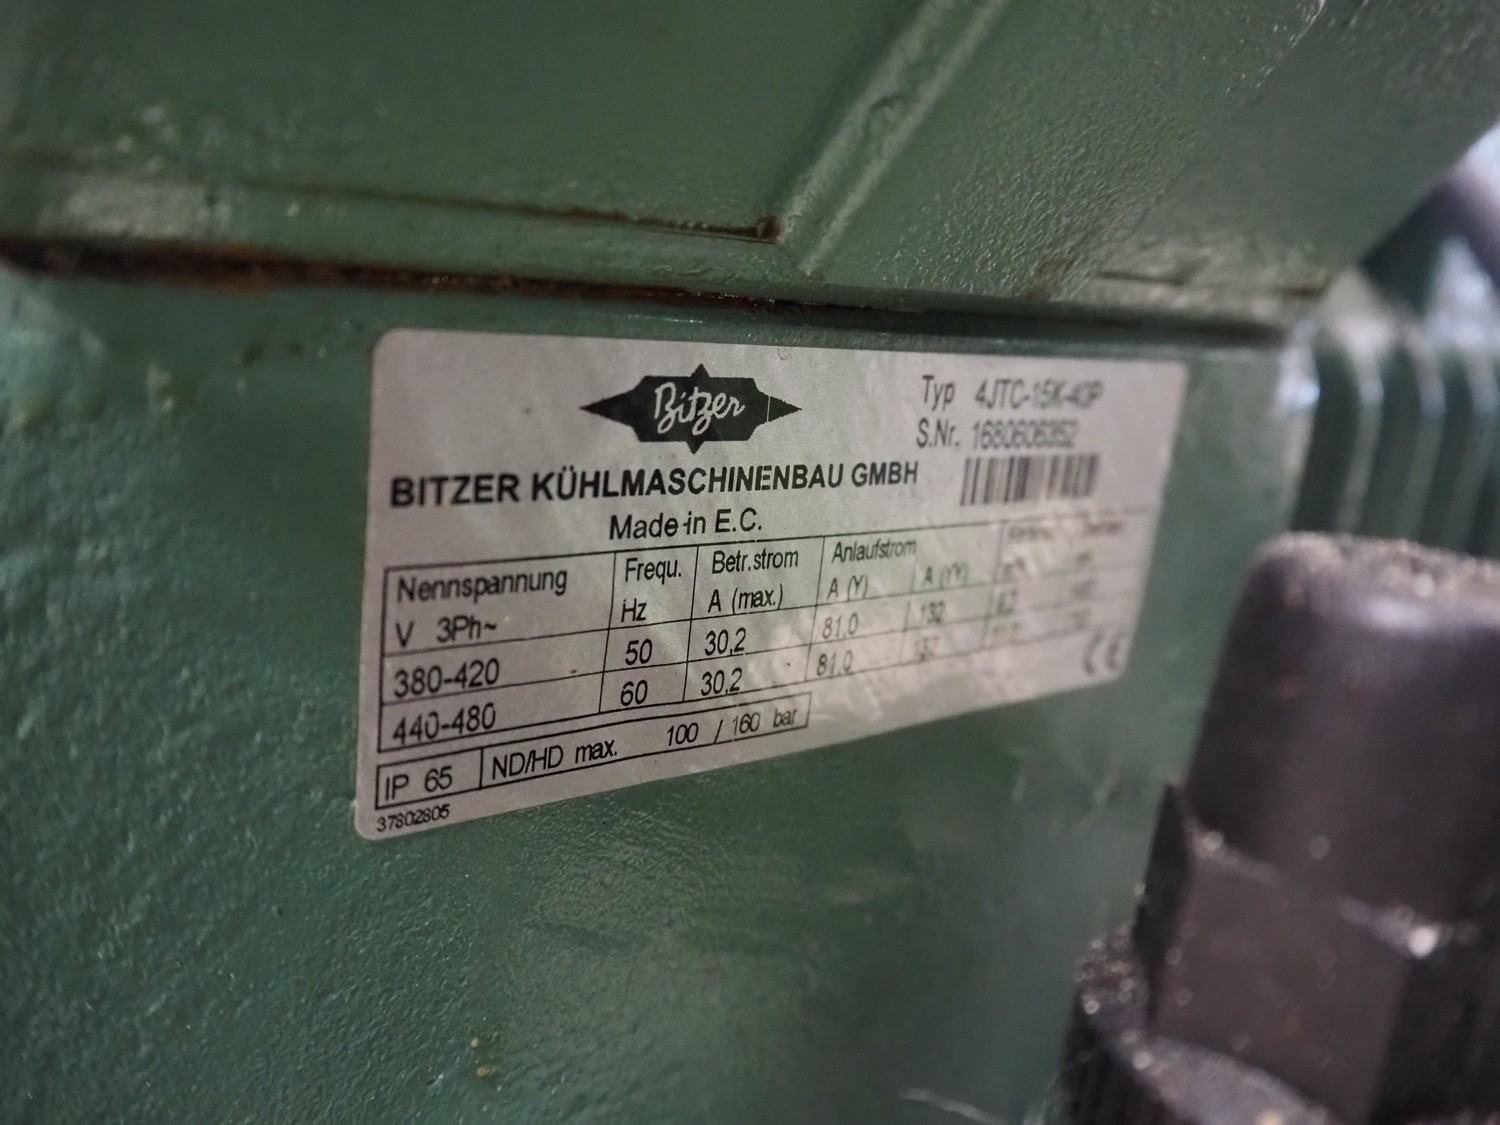 Bitzer
Typ 4JTC-15K-40P
S.Nr. 1680606352
BITZER KÜHLMASCHINENBAU GMBH
Made in E.C.
Nennspannung Frequ. Betr.strom Anlaufstrom
V 3Ph~ Hz A (max.) A (Y) A (YY)
380-420 50 30,2 81,0 132
440-480 60 30,2 81,0
IP 65 ND/HD max. 100 / 160 bar
CE
37802805